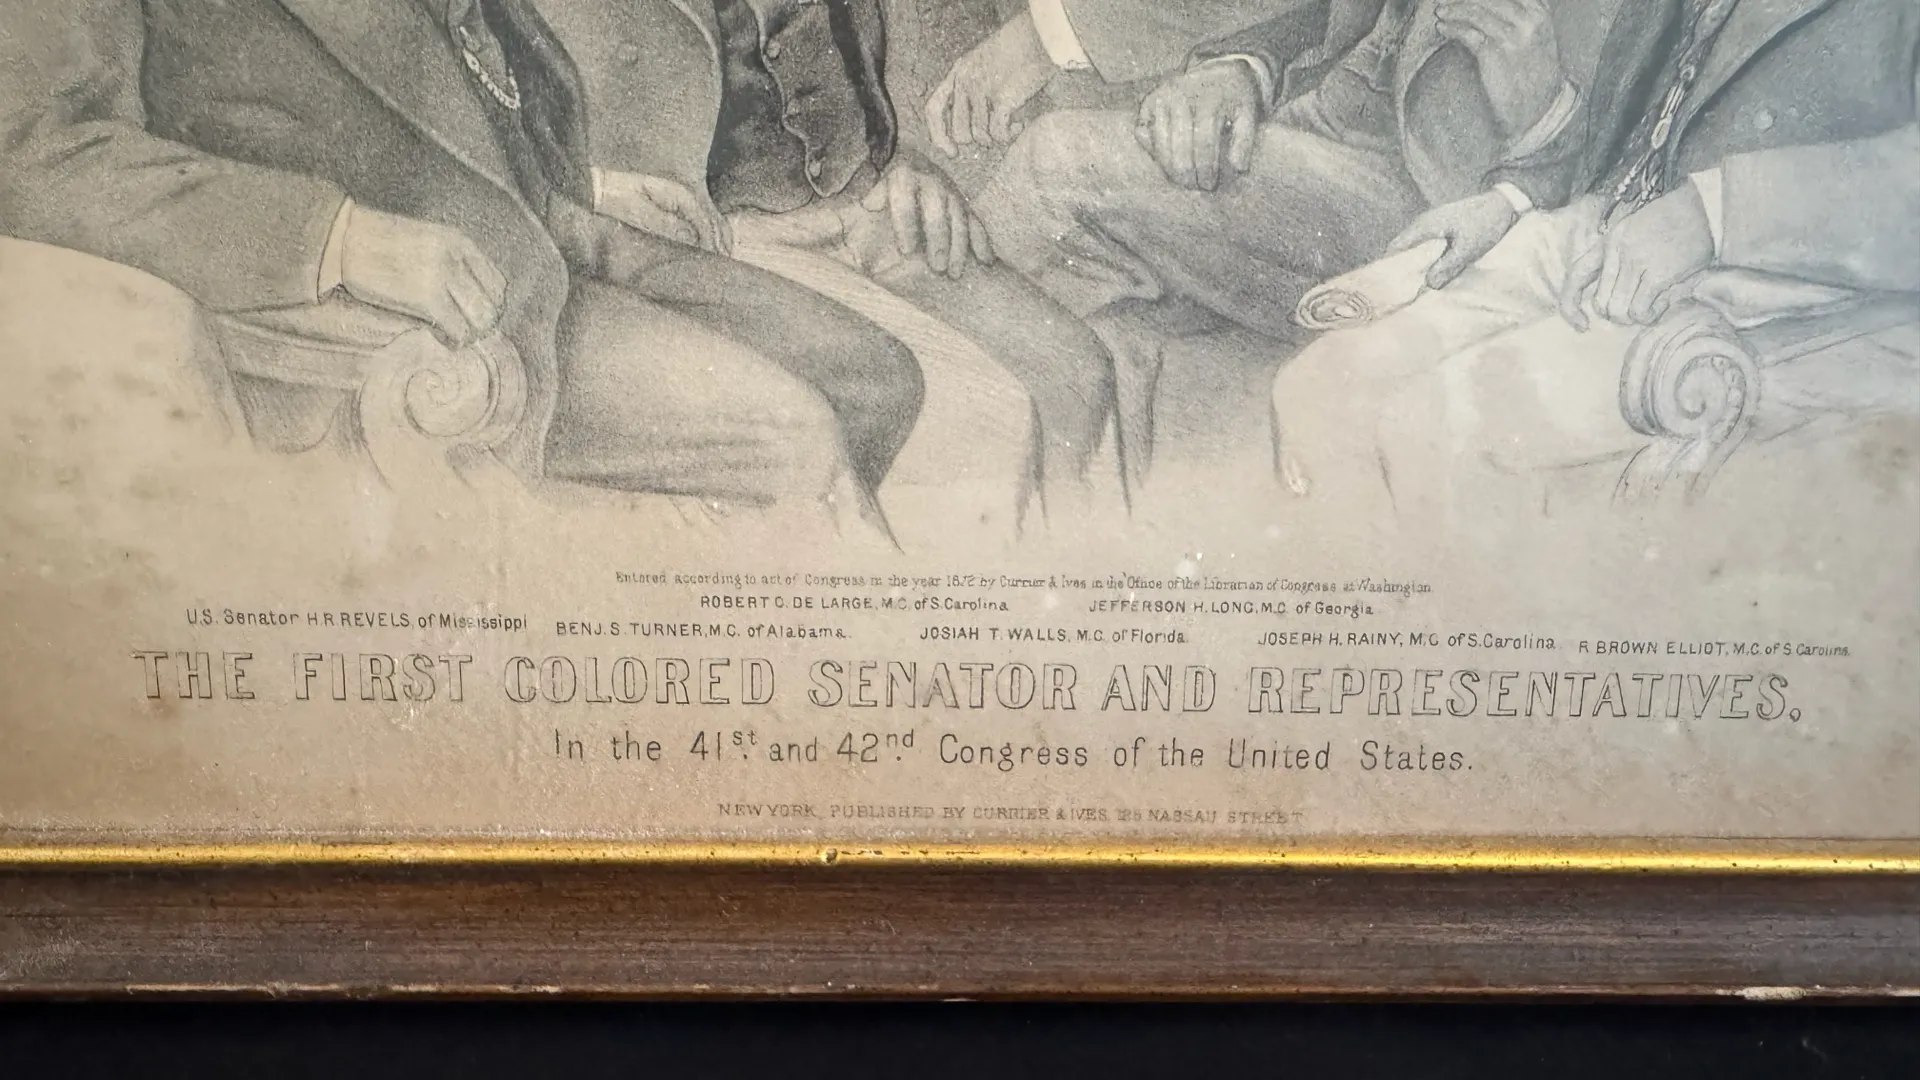 Entered according to act of Congress in the year 1872 by Currier & Ives in the Office of the Librarian of Congress at Washington
ROBERT C. DE LARGE, M.C. of S. Carolina JEFFERSON H. LONG, M.C. of Georgia
U.S. Senator H.R. REVELS, of Mississippi BENJ. S. TURNER, M.C. of Alabama. JOSIAH T. WALLS, M.C. of Florida. JOSEPH H. RAINY, M.C. of S. Carolina R. BROWN ELLIOT, M.C. of S. Carolina.
THE FIRST COLORED SENATOR AND REPRESENTATIVES.
In the 41st. and 42nd. Congress of the United States.
NEW YORK, PUBLISHED BY CURRIER & IVES, 125 NASSAU STREET